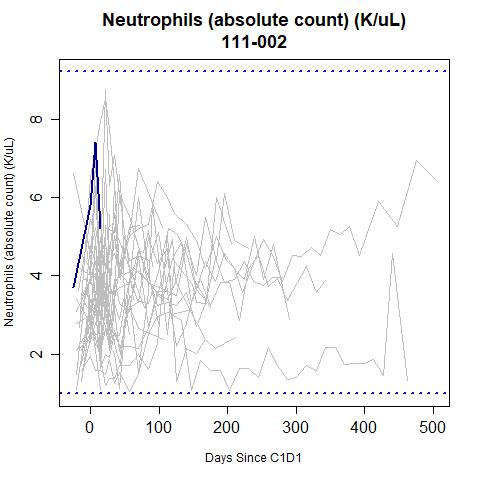 Neutrophils (absolute count) (K/uL)
111-002
Neutrophils (absolute count) (K/uL)
8
6
4
2
0 100 200 300 400 500
Days Since C1D1